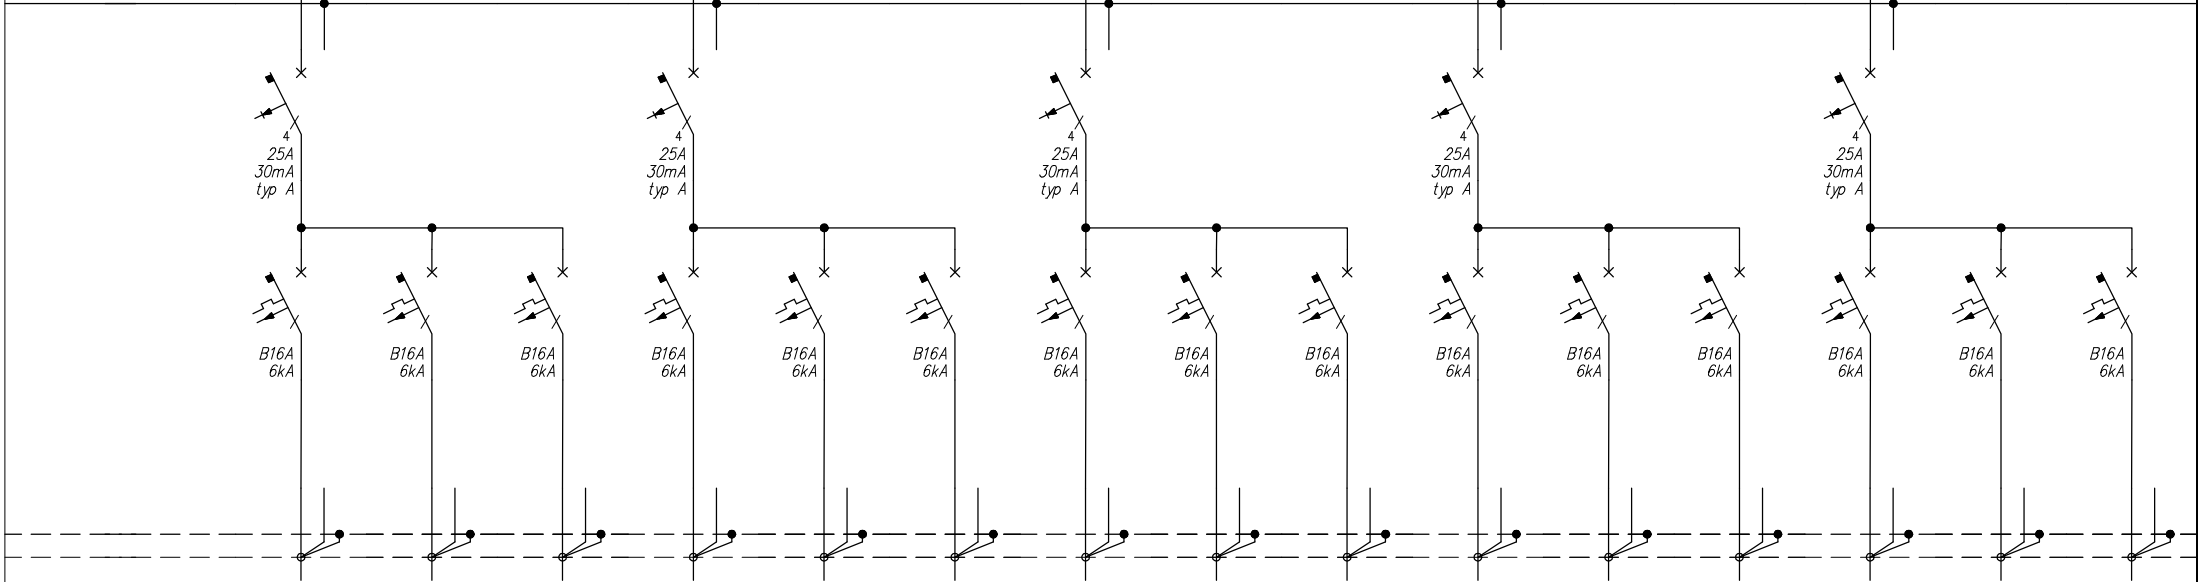 4 4 4 4 4
25A 25A 25A 25A 25A
30mA 30mA 30mA 30mA 30mA
typ A typ A typ A typ A typ A
B16A B16A B16A B16A B16A B16A B16A B16A B16A B16A B16A B16A B16A B16A B16A
6kA 6kA 6kA 6kA 6kA 6kA 6kA 6kA 6kA 6kA 6kA 6kA 6kA 6kA 6kA